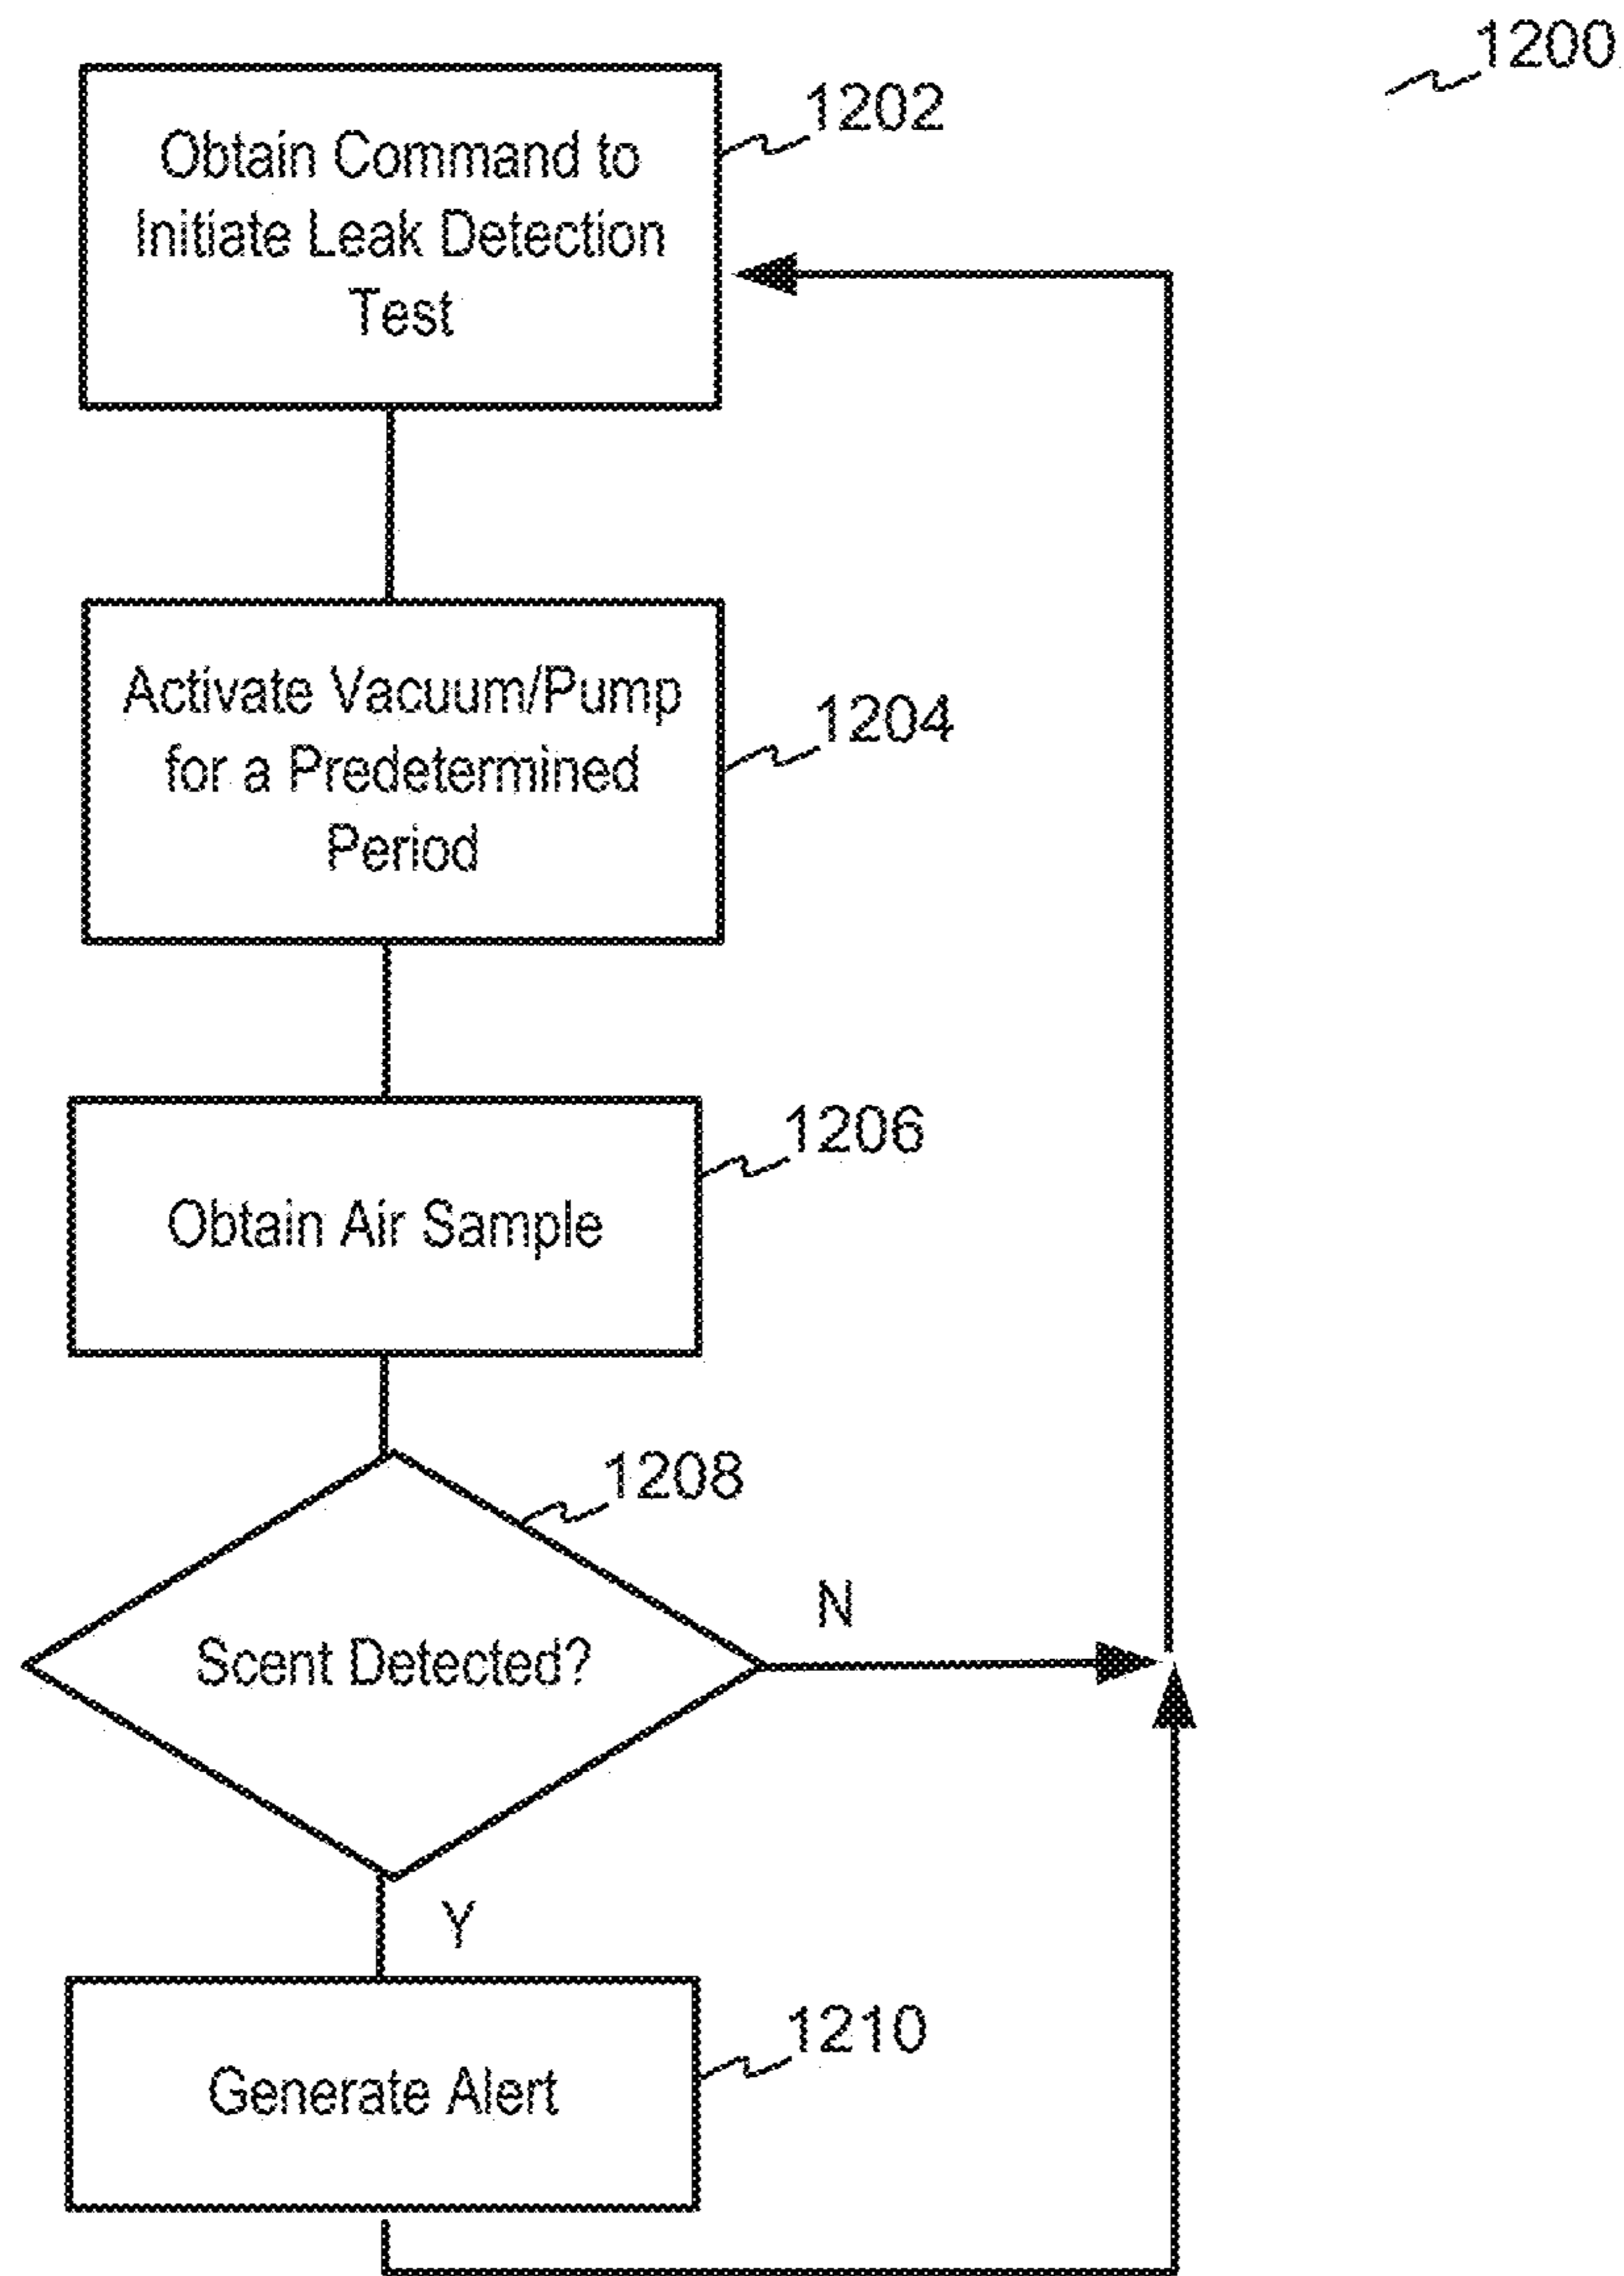 1200
1202
Obtain Command to
Initiate Leak Detection
Test
1204
Activate Vacuum/Pump
for a Predetermined
Period
1206
Obtain Air Sample
1208
Scent Detected?
N
Y
1210
Generate Alert